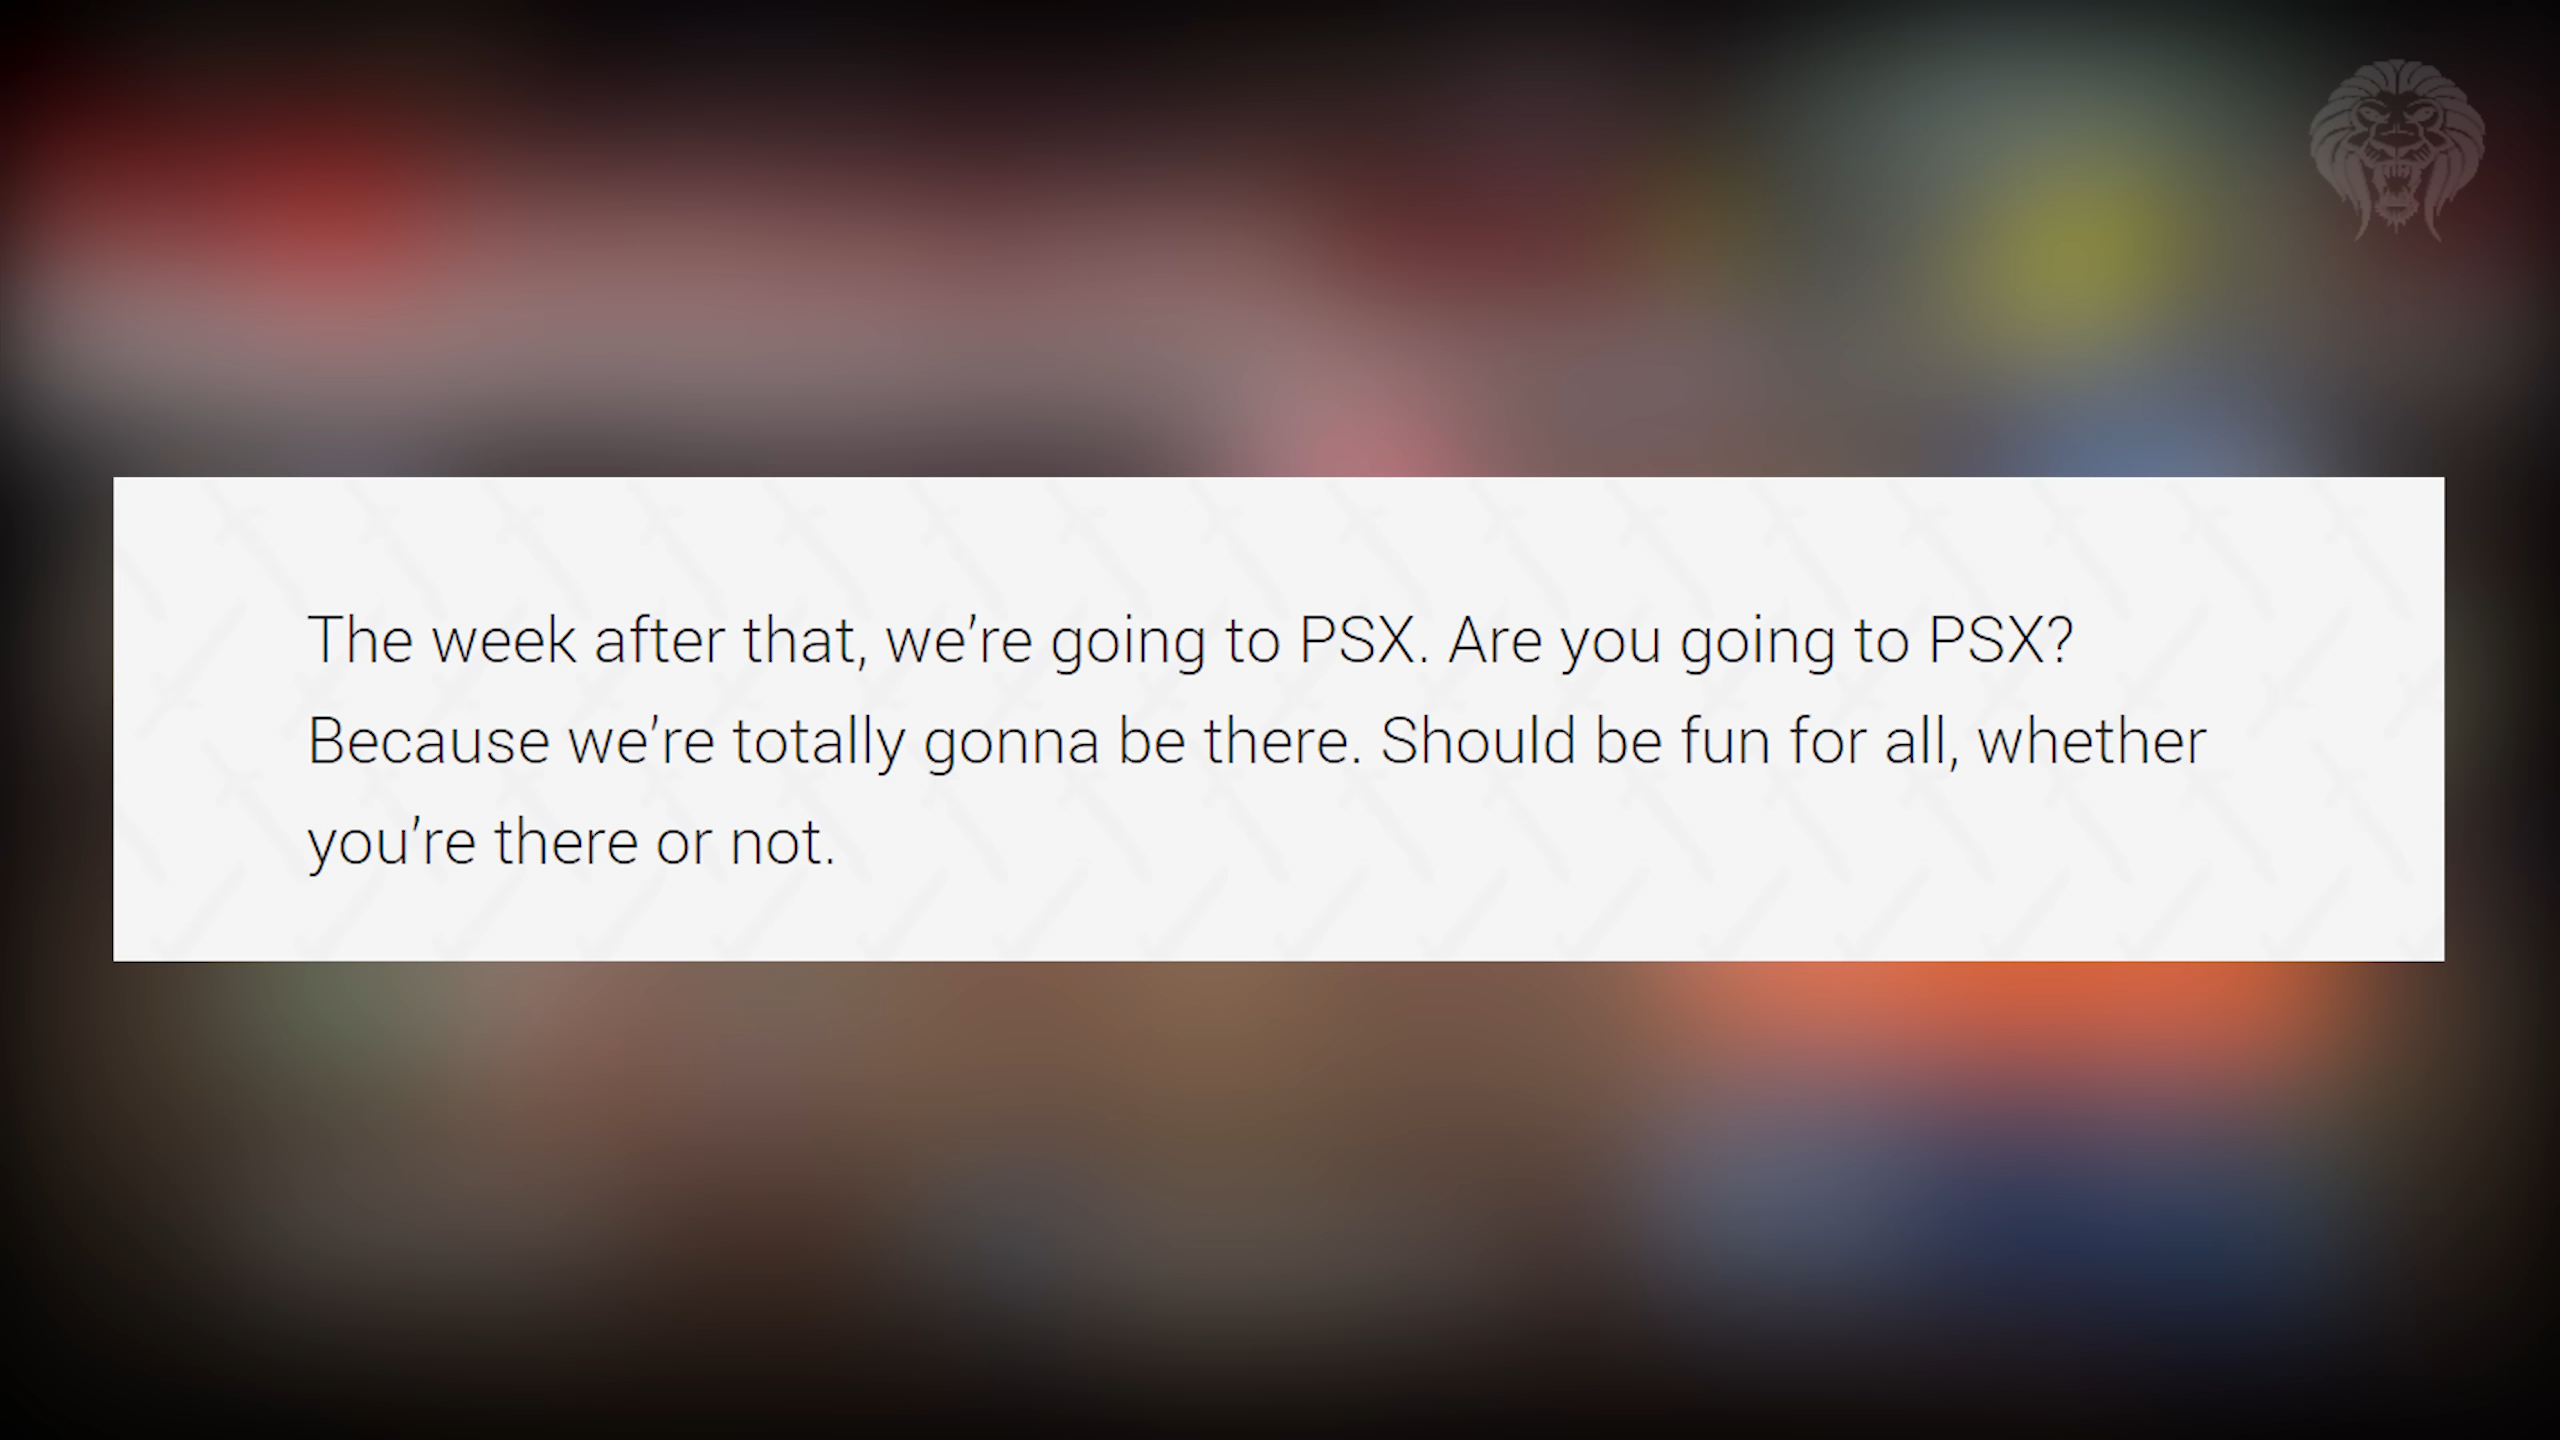 The week after that, we’re going to PSX. Are you going to PSX?
Because we’re totally gonna be there. Should be fun for all, whether
you’re there or not.